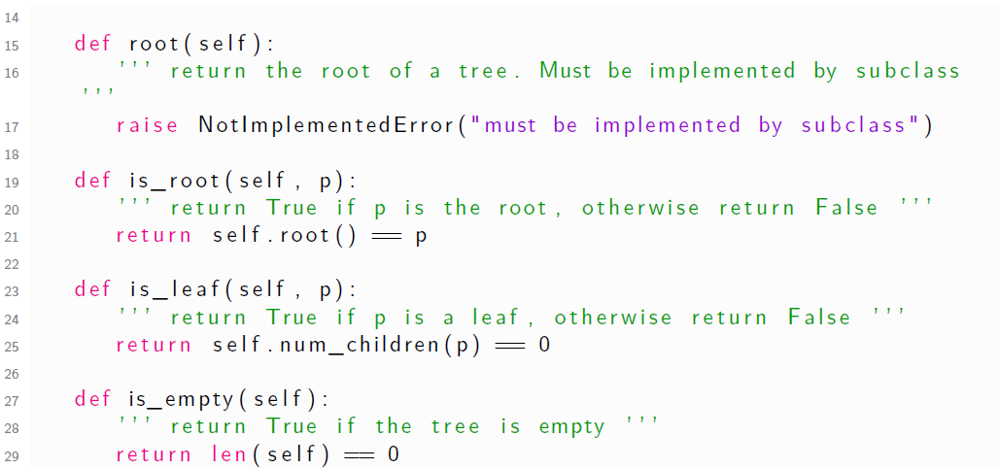 14
15 def root(self):
16 ''' return the root of a tree. Must be implemented by subclass
'''
17 raise NotImplementedError("must be implemented by subclass")
18
19 def is_root(self, p):
20 ''' return True if p is the root, otherwise return False '''
21 return self.root() == p
22
23 def is_leaf(self, p):
24 ''' return True if p is a leaf, otherwise return False '''
25 return self.num_children(p) == 0
26
27 def is_empty(self):
28 ''' return True if the tree is empty '''
29 return len(self) == 0